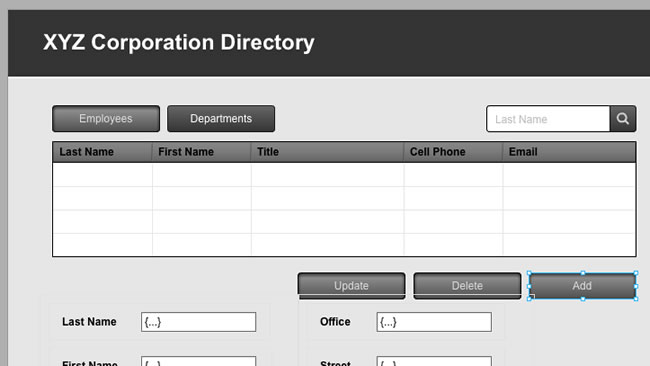 XYZ Corporation Directory
Employees Departments Last Name
Last Name First Name Title Cell Phone Email
Update Delete Add
Last Name {...} Office {...}
First Name {...} Street {...}